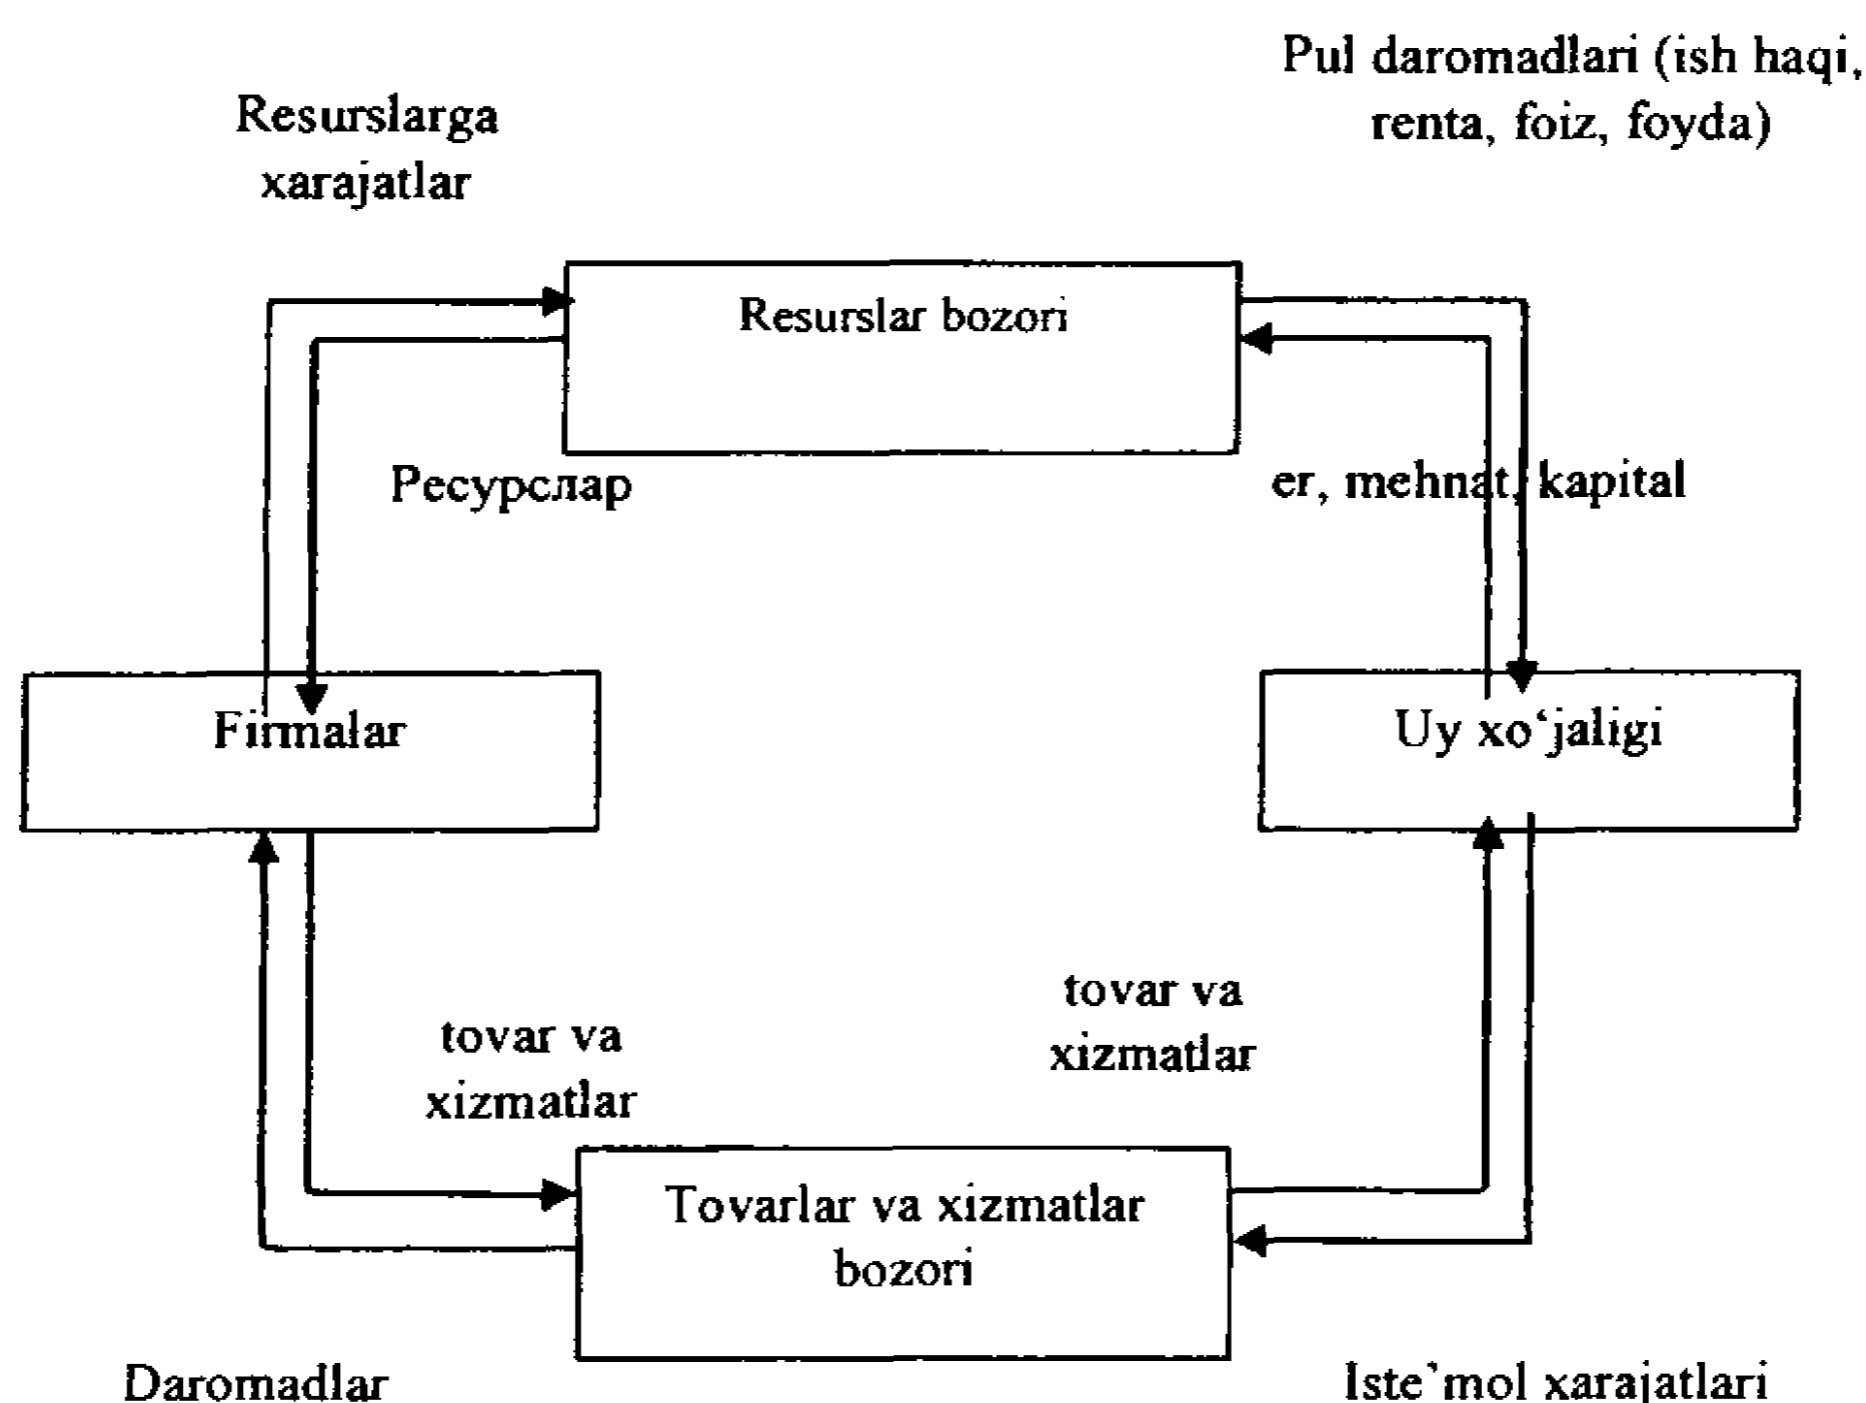 Pul daromadlari (ish haqi,
renta, foiz, foyda)
Resurslarga
xarajatlar
Resurslar bozori
Ресурслар
er, mehnat, kapital
Firmalar
Uy xo‘jaligi
tovar va
xizmatlar
tovar va
xizmatlar
Tovarlar va xizmatlar
bozori
Daromadlar
Iste’mol xarajatlari